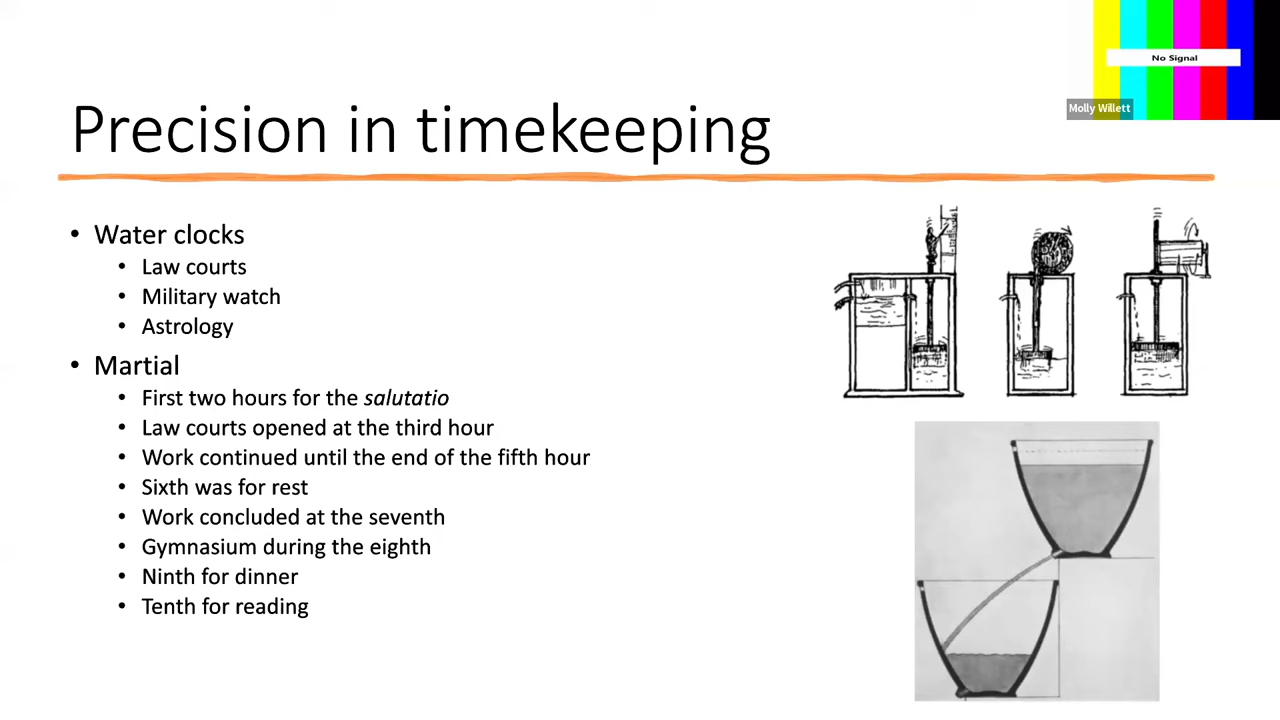 No Signal
Molly Willett
Precision in timekeeping
• Water clocks
• Law courts
• Military watch
• Astrology
• Martial
• First two hours for the salutatio
• Law courts opened at the third hour
• Work continued until the end of the fifth hour
• Sixth was for rest
• Work concluded at the seventh
• Gymnasium during the eighth
• Ninth for dinner
• Tenth for reading